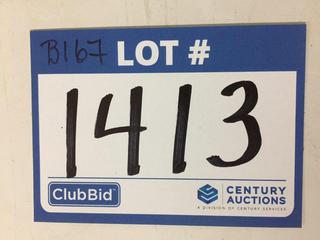 B167 LOT #
1413
ClubBid
CENTURY
AUCTIONS
A DIVISION OF CENTURY SERVICES